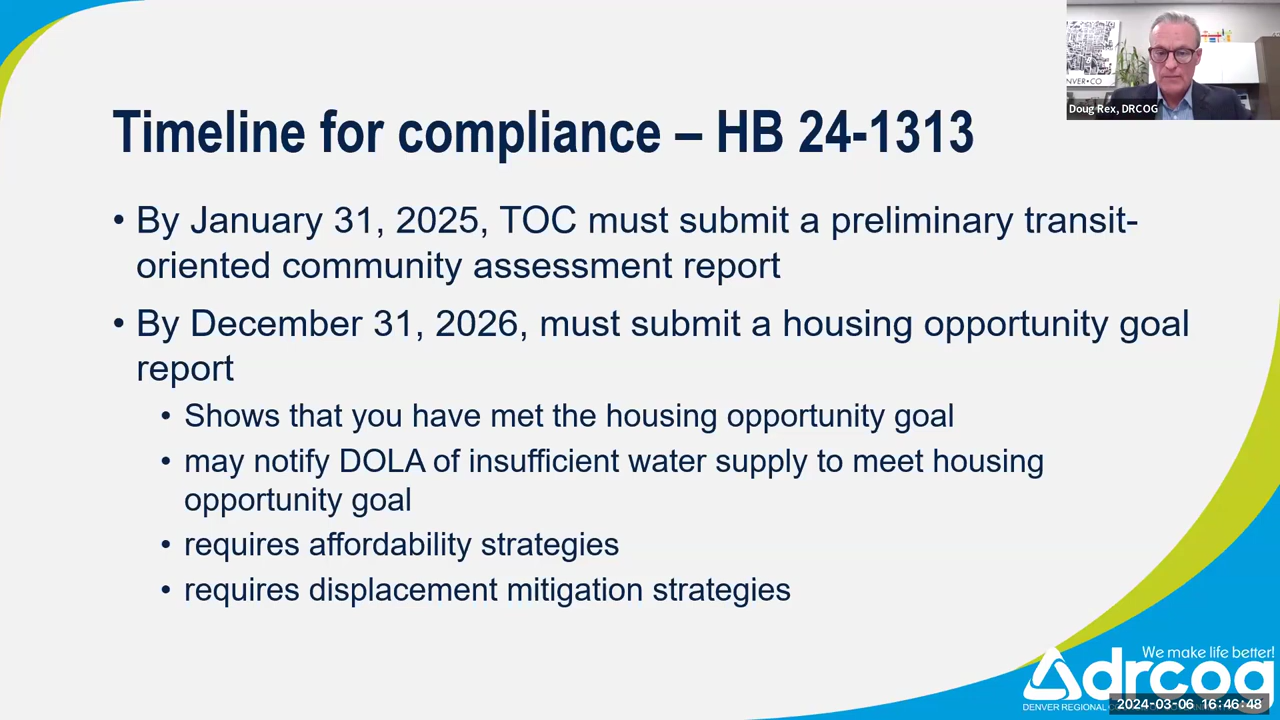 Timeline for compliance – HB 24-1313
• By January 31, 2025, TOC must submit a preliminary transit-
oriented community assessment report
• By December 31, 2026, must submit a housing opportunity goal
report
• Shows that you have met the housing opportunity goal
• may notify DOLA of insufficient water supply to meet housing
opportunity goal
• requires affordability strategies
• requires displacement mitigation strategies
Doug Rex, DRCOG
We make life better!
drcog
DENVER REGIONAL
2024-03-06 16:46:48